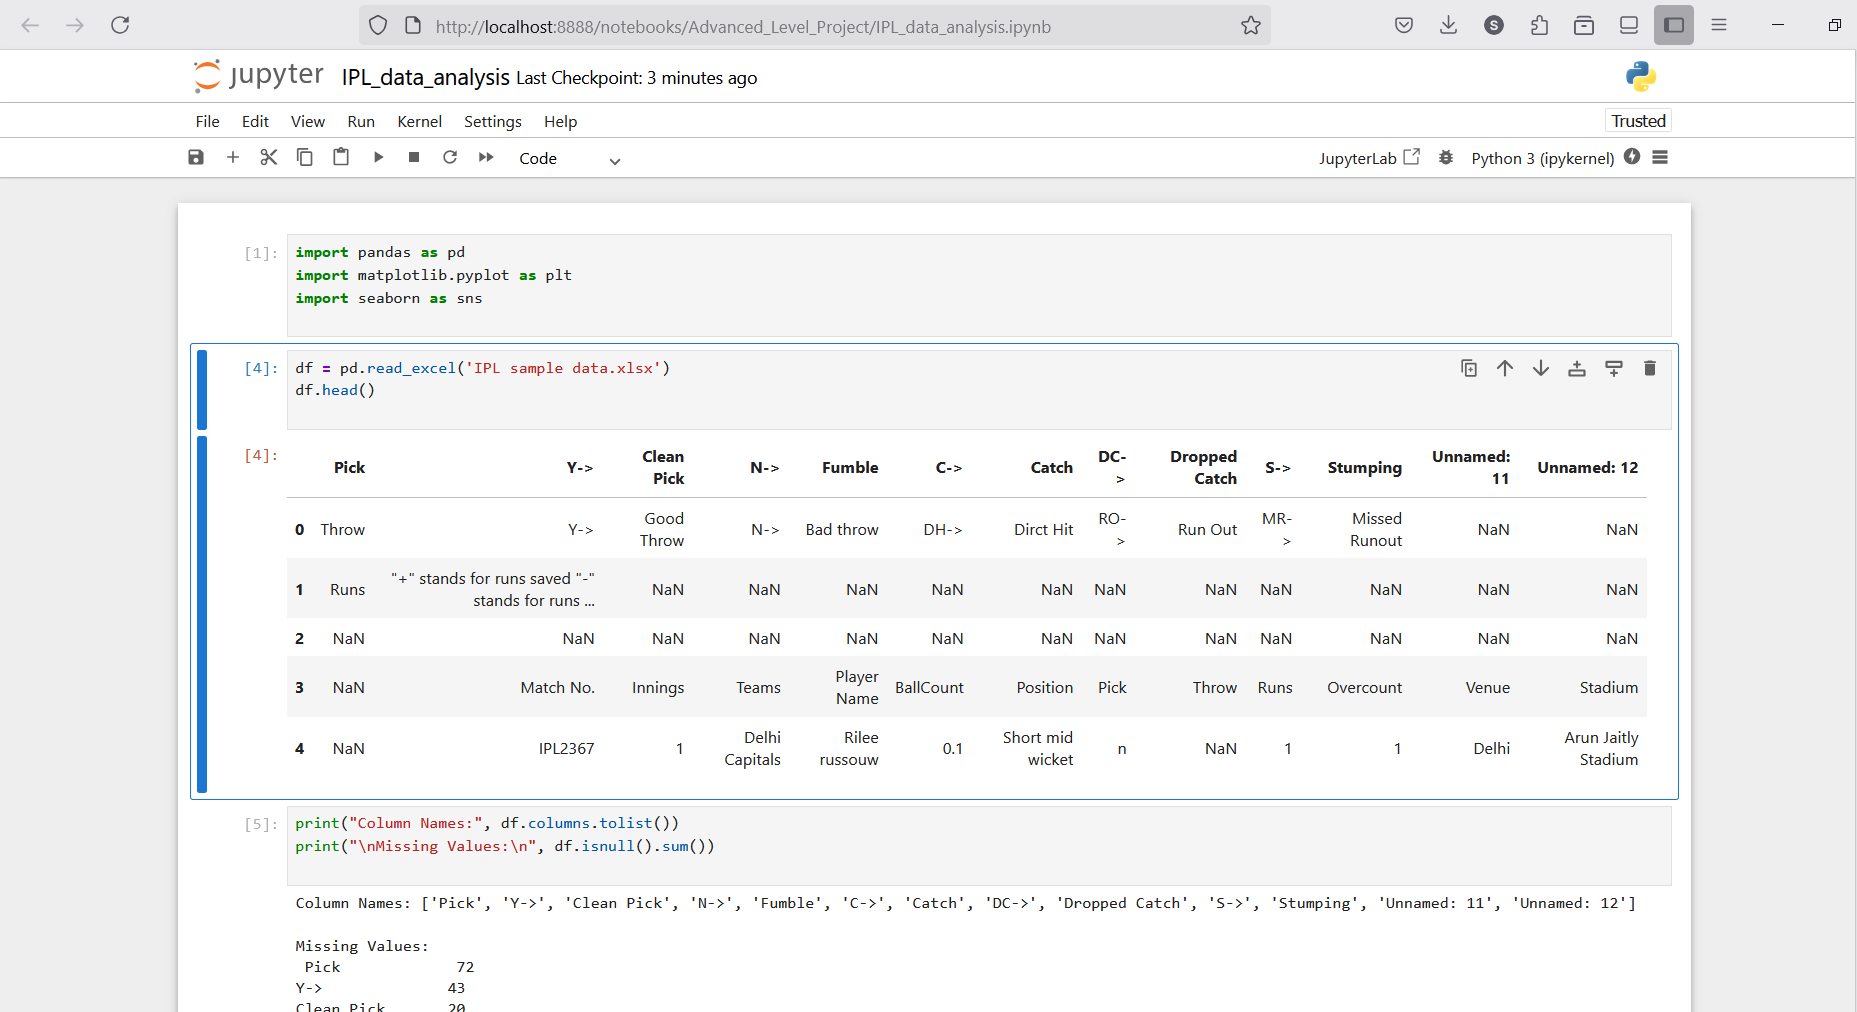 http://localhost:8888/notebooks/Advanced_Level_Project/IPL_data_analysis.ipynb
S
jupyter IPL_data_analysis Last Checkpoint: 3 minutes ago
File Edit View Run Kernel Settings Help
Trusted
Code
JupyterLab
Python 3 (ipykernel)
[1]:
import pandas as pd
import matplotlib.pyplot as plt
import seaborn as sns
[4]:
df = pd.read_excel('IPL sample data.xlsx')
df.head()
[4]:
Pick Y-> Clean Pick N-> Fumble C-> Catch DC-> Dropped Catch S-> Stumping Unnamed: 11 Unnamed: 12
0 Throw Y-> Good Throw N-> Bad throw DH-> Dirct Hit RO-> Run Out MR-> Missed Runout NaN NaN
1 Runs "+" stands for runs saved "-" stands for runs ... NaN NaN NaN NaN NaN NaN NaN NaN NaN NaN NaN
2 NaN NaN NaN NaN NaN NaN NaN NaN NaN NaN NaN NaN NaN
3 NaN Match No. Innings Teams Player Name BallCount Position Pick Throw Runs Overcount Venue Stadium
4 NaN IPL2367 1 Delhi Capitals Rilee russouw 0.1 Short mid wicket n NaN 1 1 Delhi Arun Jaitly Stadium
[5]:
print("Column Names:", df.columns.tolist())
print("\nMissing Values:\n", df.isnull().sum())
Column Names: ['Pick', 'Y->', 'Clean Pick', 'N->', 'Fumble', 'C->', 'Catch', 'DC->', 'Dropped Catch', 'S->', 'Stumping', 'Unnamed: 11', 'Unnamed: 12']
Missing Values:
Pick 72
Y-> 43
Clean Pick 20